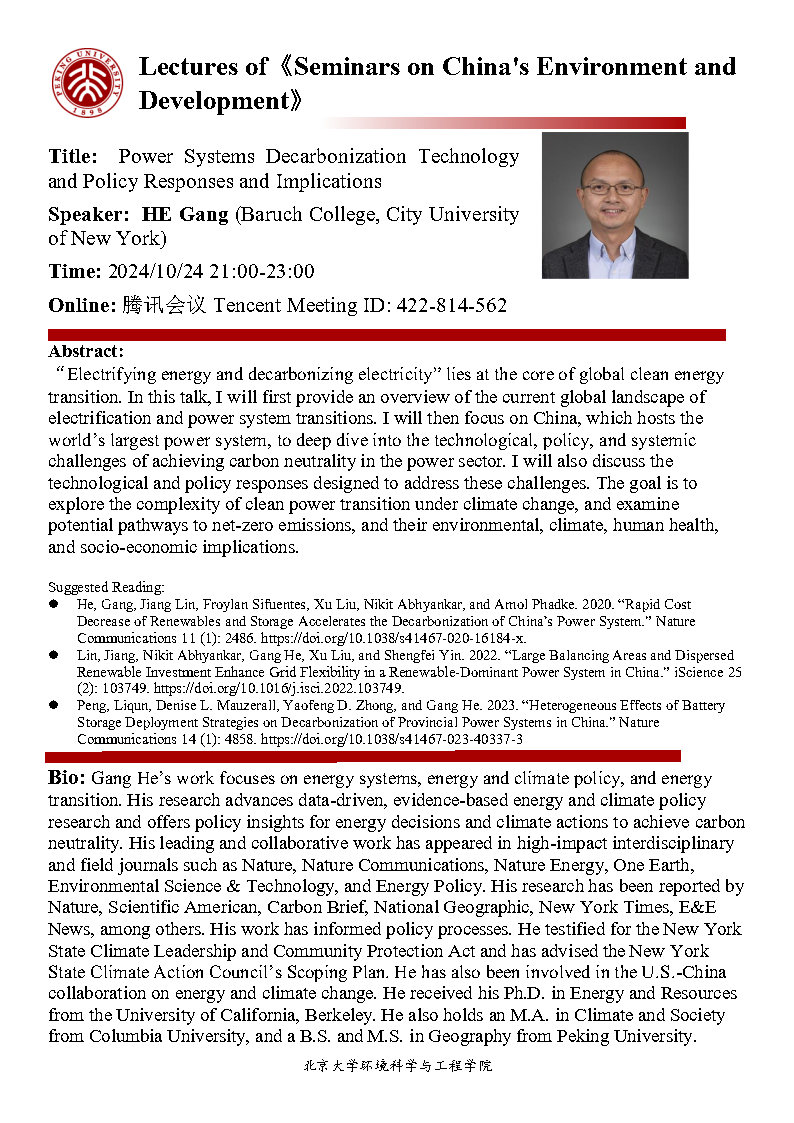 PEKING UNIVERSITY
1898
Lectures of《Seminars on China's Environment and
Development》
Title: Power Systems Decarbonization Technology
and Policy Responses and Implications
Speaker: HE Gang (Baruch College, City University
of New York)
Time: 2024/10/24 21:00-23:00
Online: 腾讯会议 Tencent Meeting ID: 422-814-562
Abstract:
“Electrifying energy and decarbonizing electricity” lies at the core of global clean energy
transition. In this talk, I will first provide an overview of the current global landscape of
electrification and power system transitions. I will then focus on China, which hosts the
world’s largest power system, to deep dive into the technological, policy, and systemic
challenges of achieving carbon neutrality in the power sector. I will also discuss the
technological and policy responses designed to address these challenges. The goal is to
explore the complexity of clean power transition under climate change, and examine
potential pathways to net-zero emissions, and their environmental, climate, human health,
and socio-economic implications.
Suggested Reading:
● He, Gang, Jiang Lin, Froylan Sifuentes, Xu Liu, Nikit Abhyankar, and Amol Phadke. 2020. “Rapid Cost
Decrease of Renewables and Storage Accelerates the Decarbonization of China’s Power System.” Nature
Communications 11 (1): 2486. https://doi.org/10.1038/s41467-020-16184-x.
● Lin, Jiang, Nikit Abhyankar, Gang He, Xu Liu, and Shengfei Yin. 2022. “Large Balancing Areas and Dispersed
Renewable Investment Enhance Grid Flexibility in a Renewable-Dominant Power System in China.” iScience 25
(2): 103749. https://doi.org/10.1016/j.isci.2022.103749.
● Peng, Liqun, Denise L. Mauzerall, Yaofeng D. Zhong, and Gang He. 2023. “Heterogeneous Effects of Battery
Storage Deployment Strategies on Decarbonization of Provincial Power Systems in China.” Nature
Communications 14 (1): 4858. https://doi.org/10.1038/s41467-023-40337-3
Bio: Gang He’s work focuses on energy systems, energy and climate policy, and energy
transition. His research advances data-driven, evidence-based energy and climate policy
research and offers policy insights for energy decisions and climate actions to achieve carbon
neutrality. His leading and collaborative work has appeared in high-impact interdisciplinary
and field journals such as Nature, Nature Communications, Nature Energy, One Earth,
Environmental Science & Technology, and Energy Policy. His research has been reported by
Nature, Scientific American, Carbon Brief, National Geographic, New York Times, E&E
News, among others. His work has informed policy processes. He testified for the New York
State Climate Leadership and Community Protection Act and has advised the New York
State Climate Action Council’s Scoping Plan. He has also been involved in the U.S.-China
collaboration on energy and climate change. He received his Ph.D. in Energy and Resources
from the University of California, Berkeley. He also holds an M.A. in Climate and Society
from Columbia University, and a B.S. and M.S. in Geography from Peking University.
北京大学环境科学与工程学院